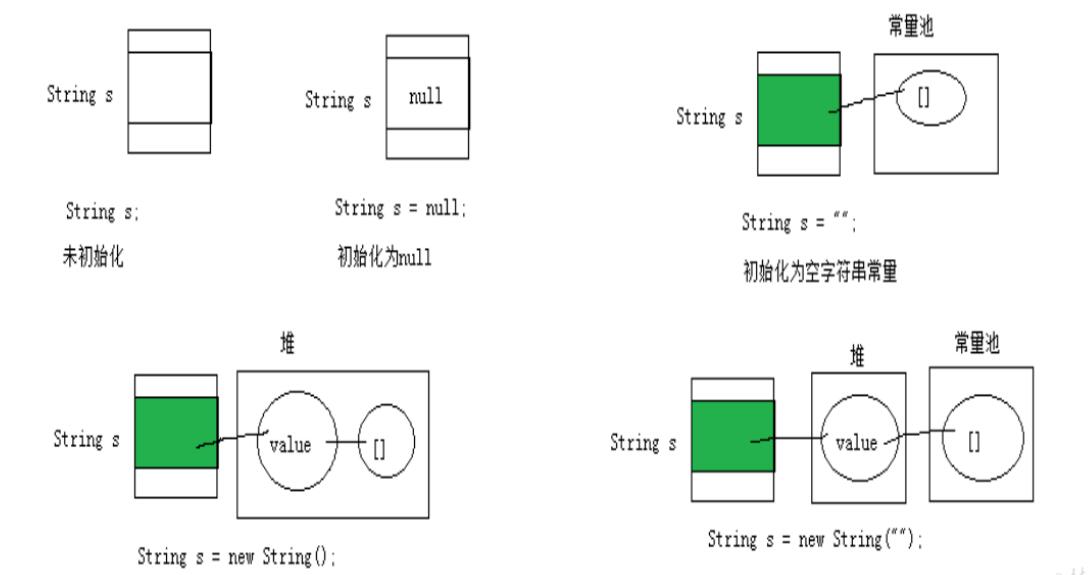 String s
String s;
未初始化
String s
null
String s = null;
初始化为null
常量池
String s
[]
String s = "";
初始化为空字符串常量
堆
String s
value
[]
String s = new String();
堆
常量池
String s
value
[]
String s = new String("");